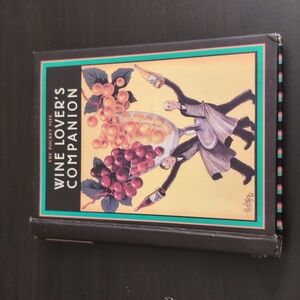 THE POCKET SIZE
WINE LOVER'S
COMPANION